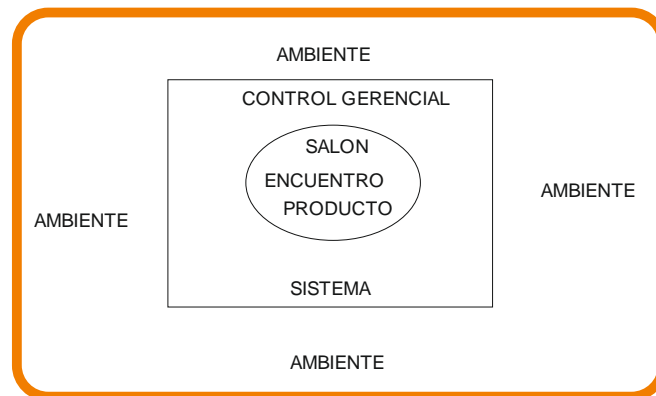 AMBIENTE
CONTROL GERENCIAL
SALON
ENCUENTRO
PRODUCTO
AMBIENTE
AMBIENTE
SISTEMA
AMBIENTE